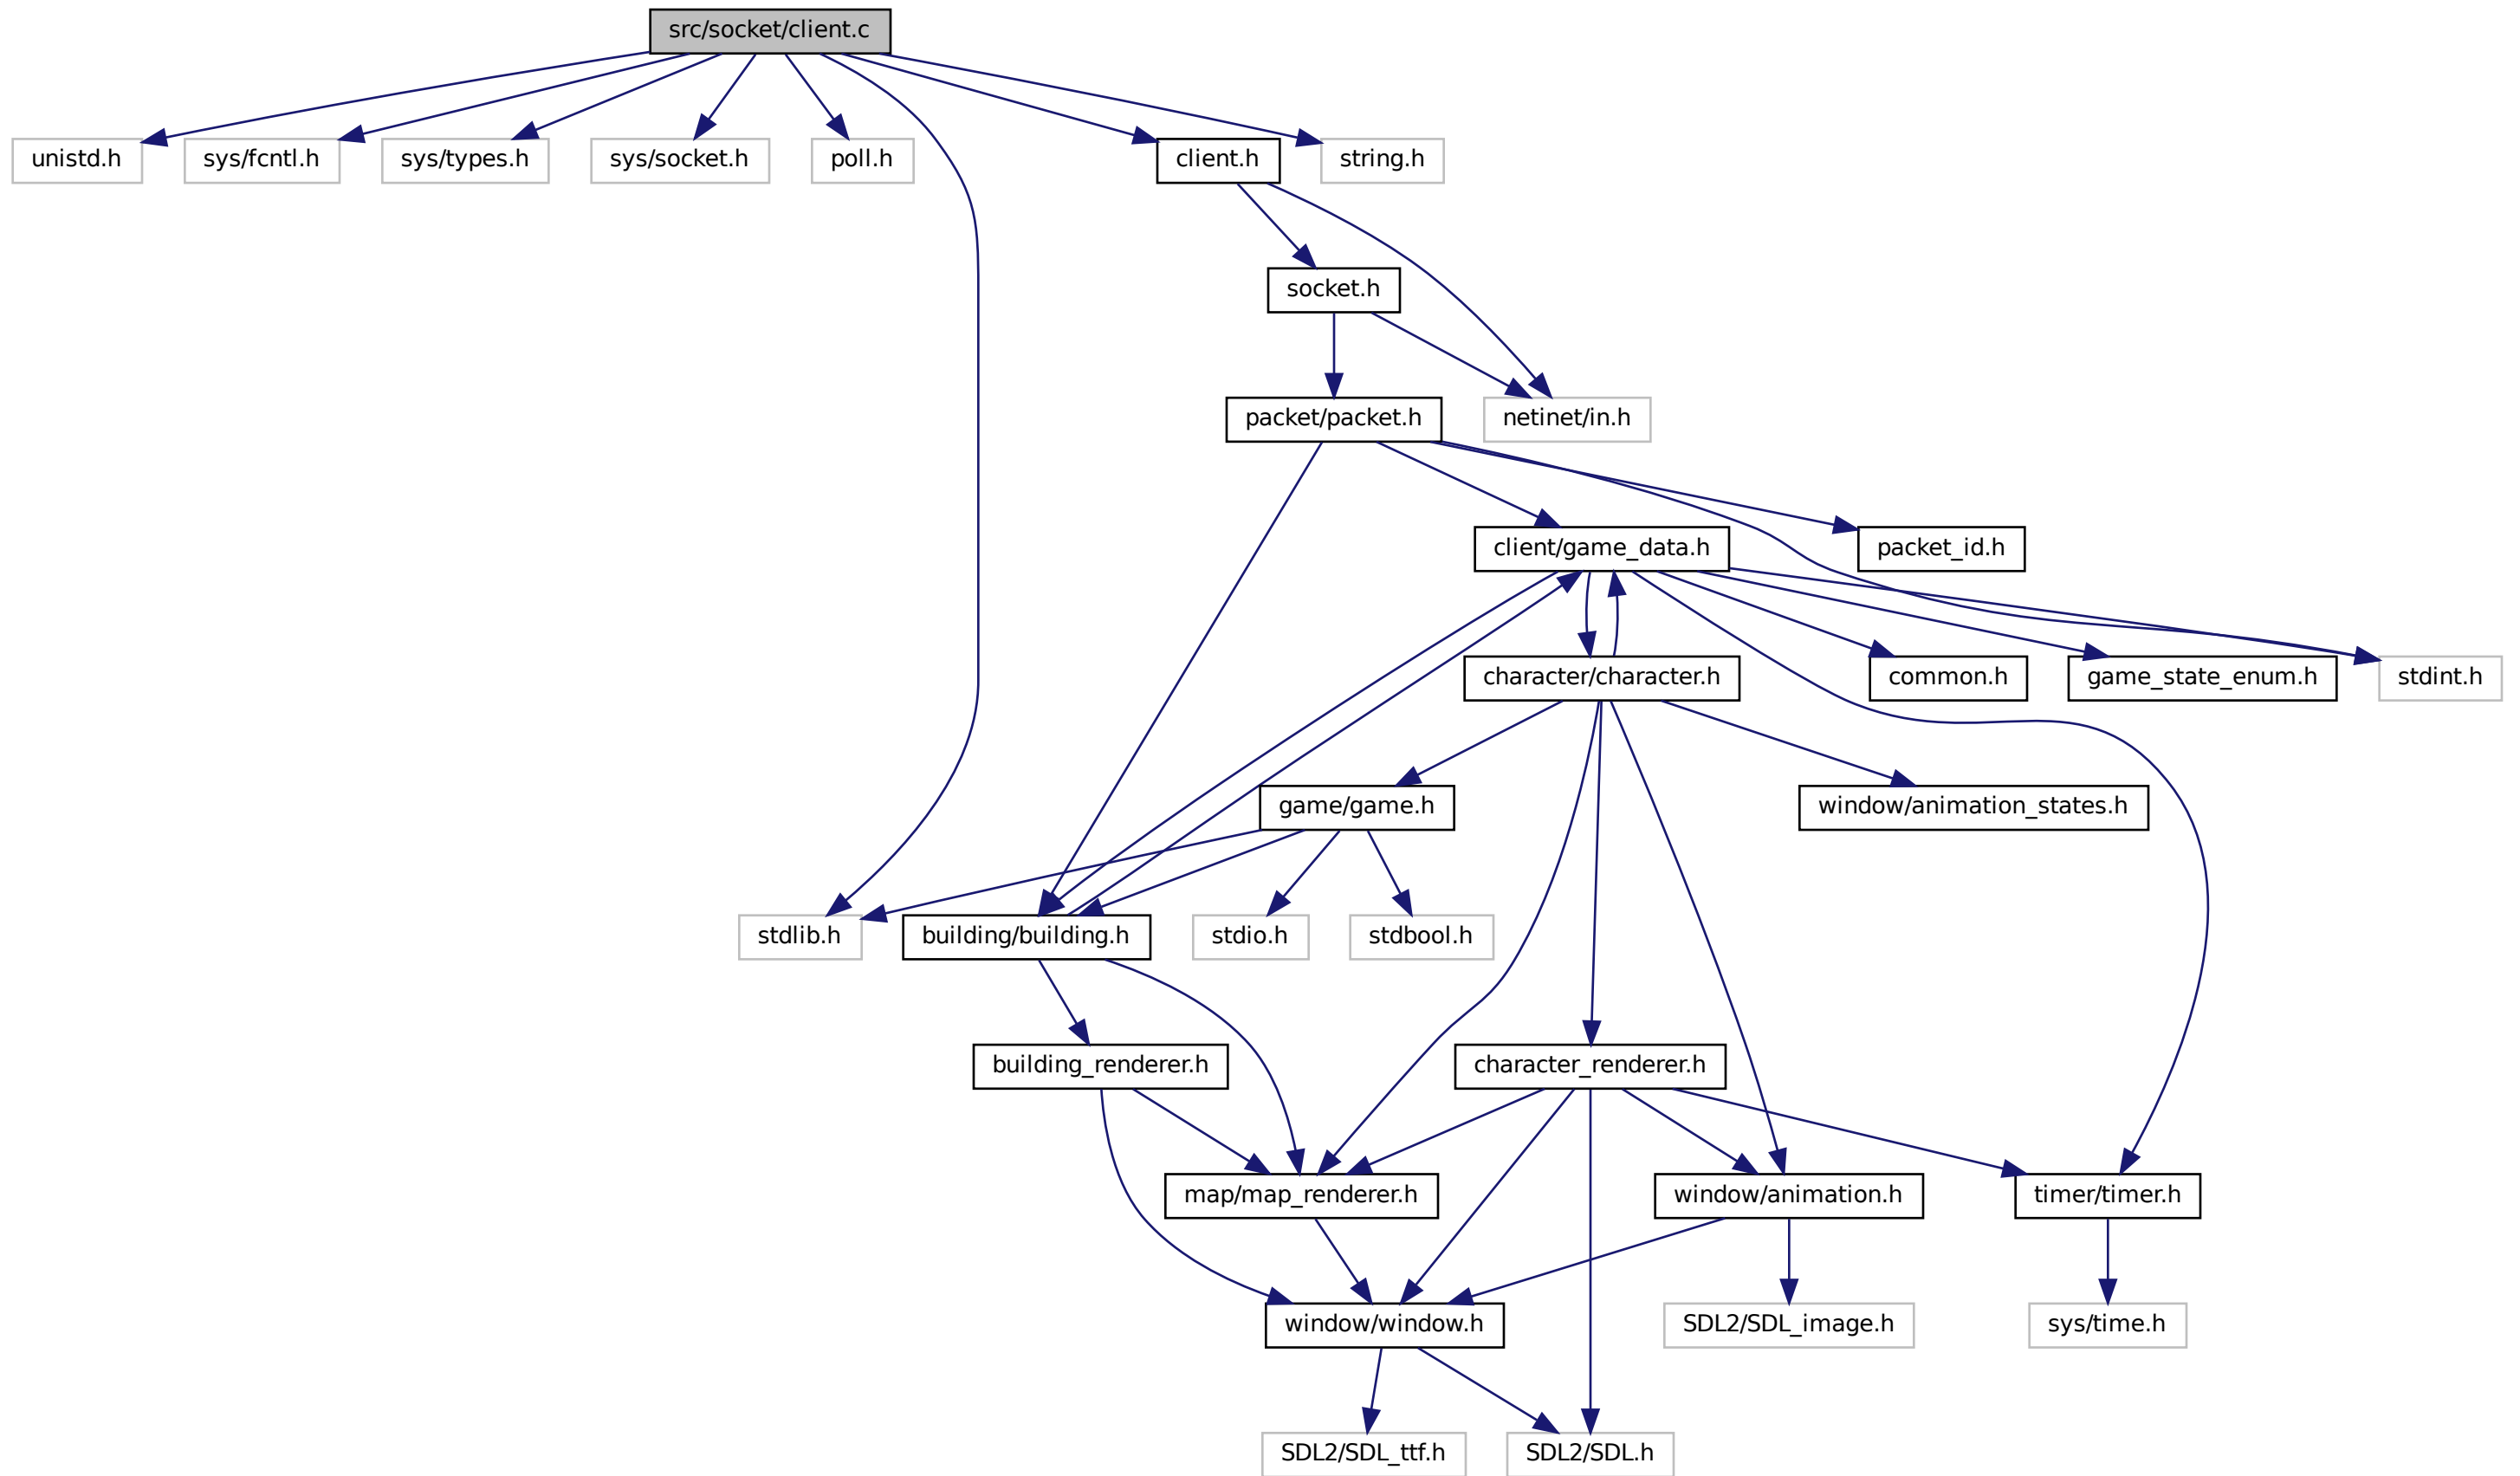 src/socket/client.c
unistd.h
sys/fcntl.h
sys/types.h
sys/socket.h
poll.h
client.h
string.h
socket.h
packet/packet.h
netinet/in.h
client/game_data.h
packet_id.h
character/character.h
common.h
game_state_enum.h
stdint.h
game/game.h
window/animation_states.h
stdlib.h
building/building.h
stdio.h
stdbool.h
building_renderer.h
character_renderer.h
map/map_renderer.h
window/animation.h
timer/timer.h
window/window.h
SDL2/SDL_image.h
sys/time.h
SDL2/SDL_ttf.h
SDL2/SDL.h